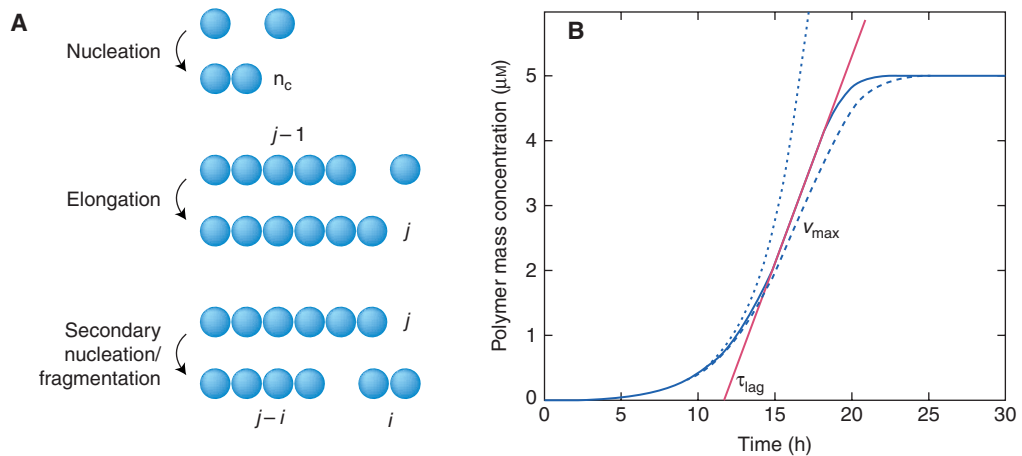 A
Nucleation
n_c
j – 1
Elongation
j
Secondary
nucleation/
fragmentation
j
j – i
i
B
Polymer mass concentration (μM)
5
4
3
2
1
0
v_max
τ_lag
0
5
10
15
20
25
30
Time (h)